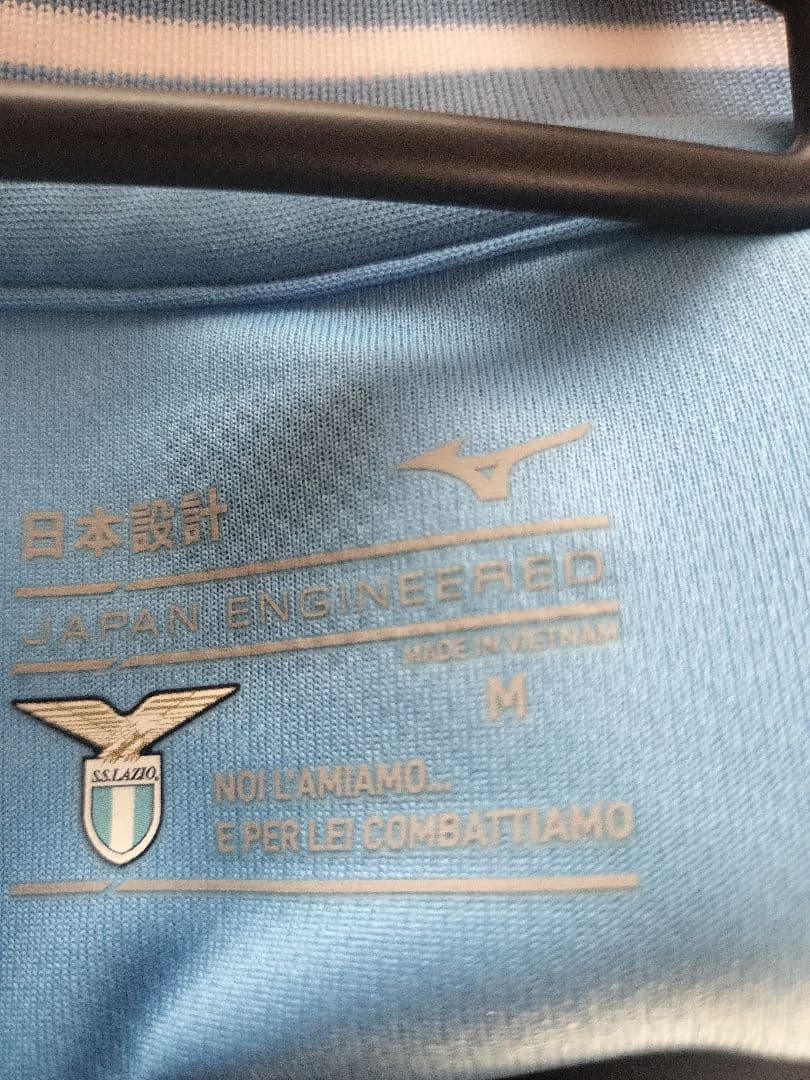 日本設計
JAPAN ENGINEERED
MADE IN VIETNAM
M
S.S.LAZIO
NOI L'AMIAMO...
E PER LEI COMBATTIAMO